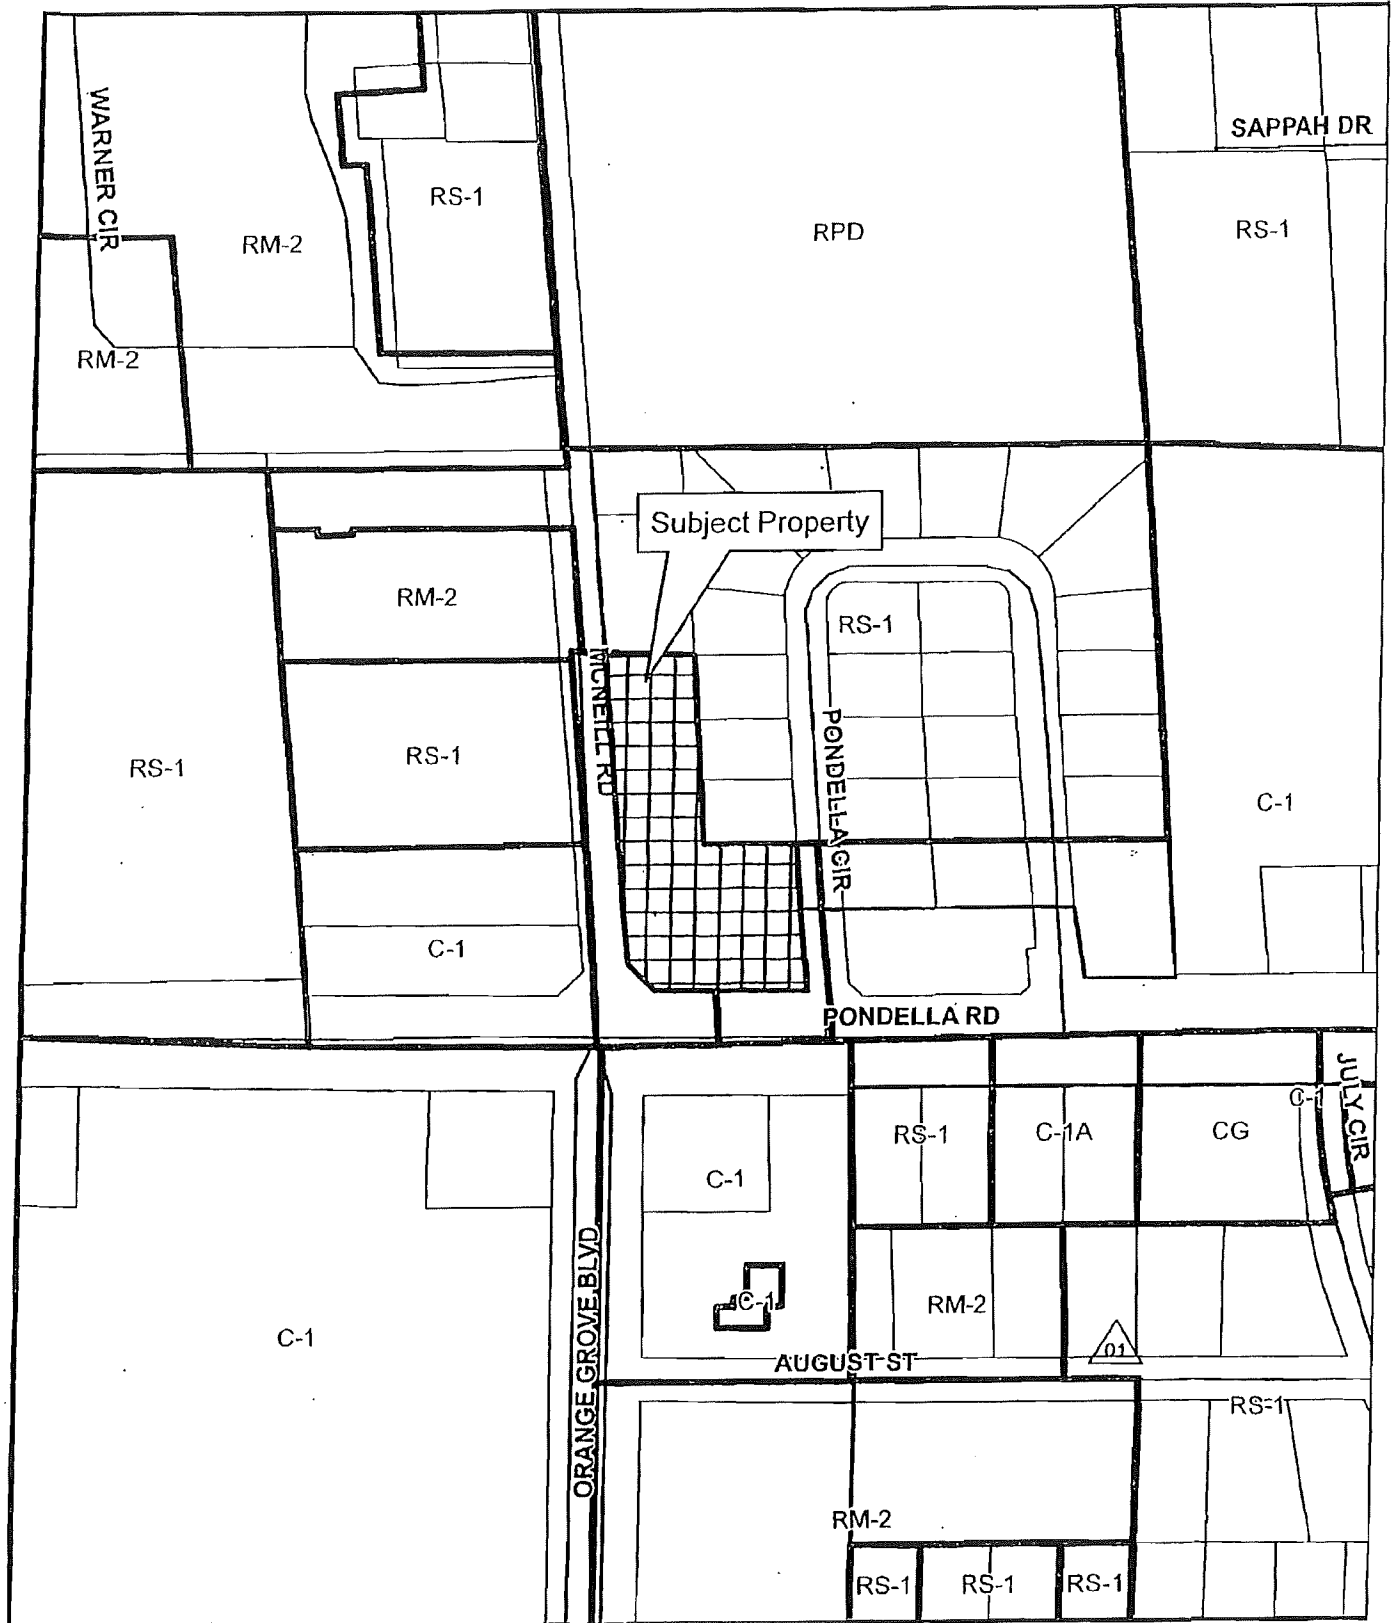 WARNER CIR
SAPPAH DR
RS-1
RM-2
RPD
RS-1
RM-2
Subject Property
RM-2
RS-1
MCNEILL RD
RS-1
RS-1
PONDELLA CIR
C-1
C-1
PONDELLA RD
JULY CIR
C-1
RS-1
C-1A
CG
C-1
ORANGE GROVE BLVD
C-1
RM-2
C-1
01
AUGUST ST
RS-1
RM-2
RS-1
RS-1
RS-1